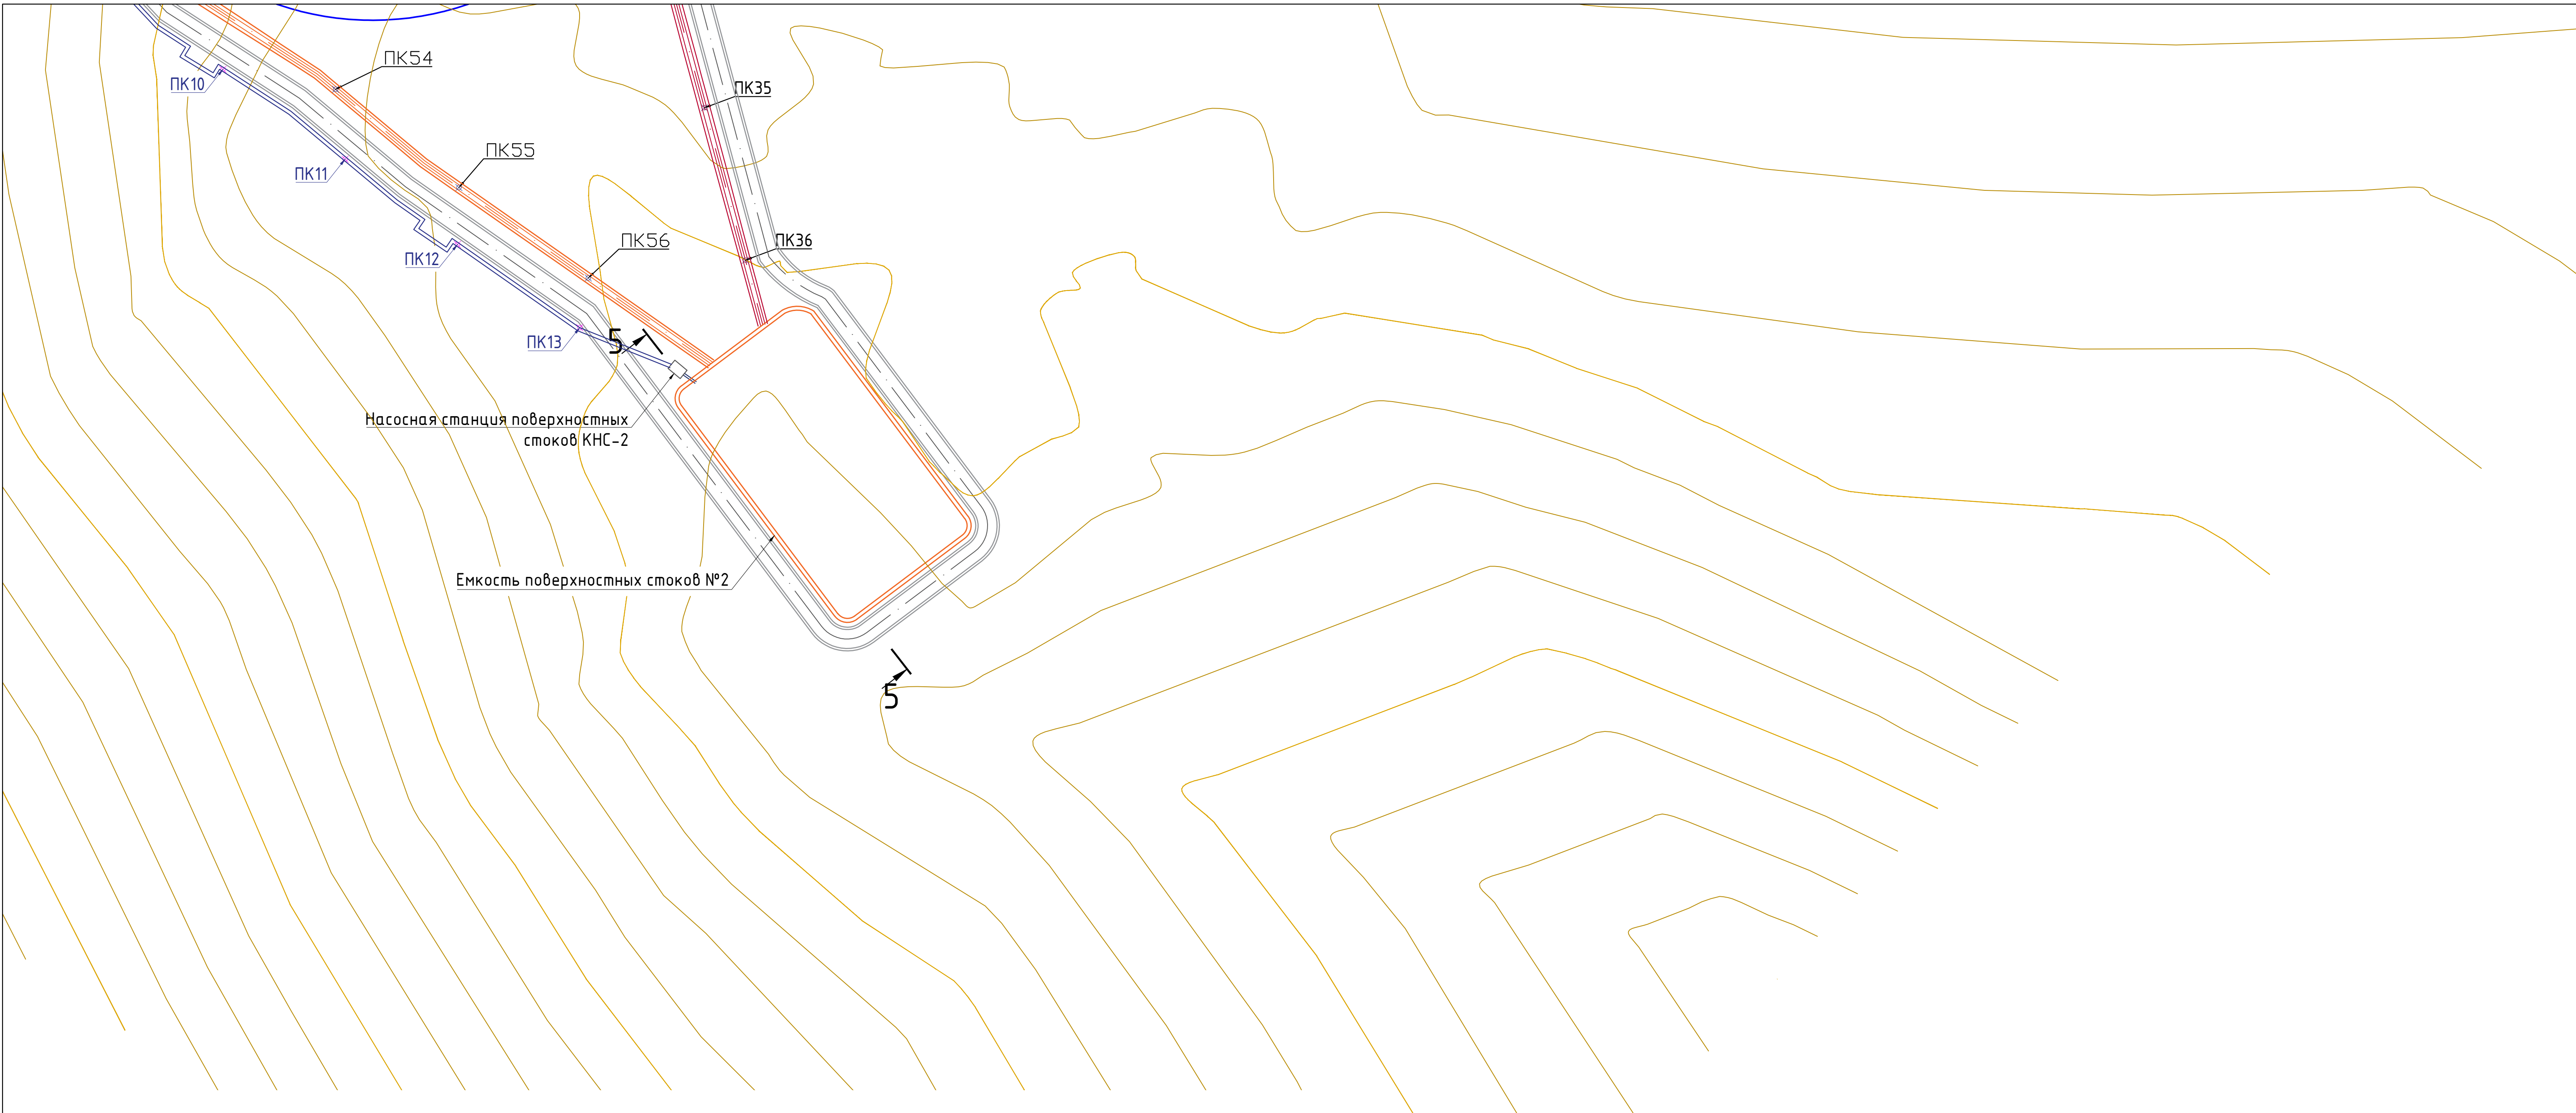 ПК54
ПК10
ПК35
ПК55
ПК11
ПК56
ПК36
ПК12
ПК13
5
Насосная станция поверхностных
стоков КНС-2
Емкость поверхностных стоков №2
5